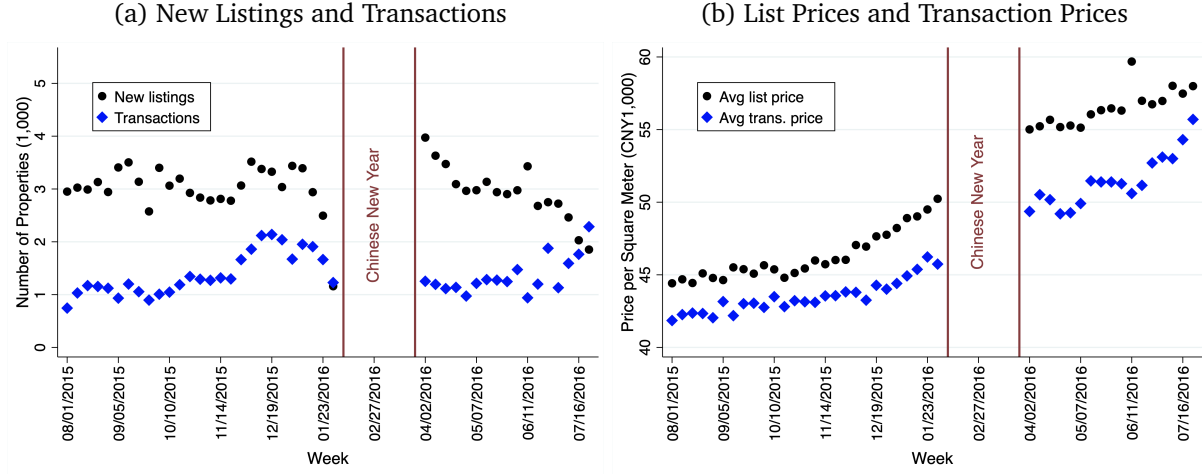 (a) New Listings and Transactions
Number of Properties (1,000)
5
4
3
2
1
0
New listings
Transactions
Chinese New Year
08/01/2015
09/05/2015
10/10/2015
11/14/2015
12/19/2015
01/23/2016
02/27/2016
04/02/2016
05/07/2016
06/11/2016
07/16/2016
Week
(b) List Prices and Transaction Prices
Price per Square Meter (CNY1,000)
60
55
50
45
40
Avg list price
Avg trans. price
Chinese New Year
08/01/2015
09/05/2015
10/10/2015
11/14/2015
12/19/2015
01/23/2016
02/27/2016
04/02/2016
05/07/2016
06/11/2016
07/16/2016
Week